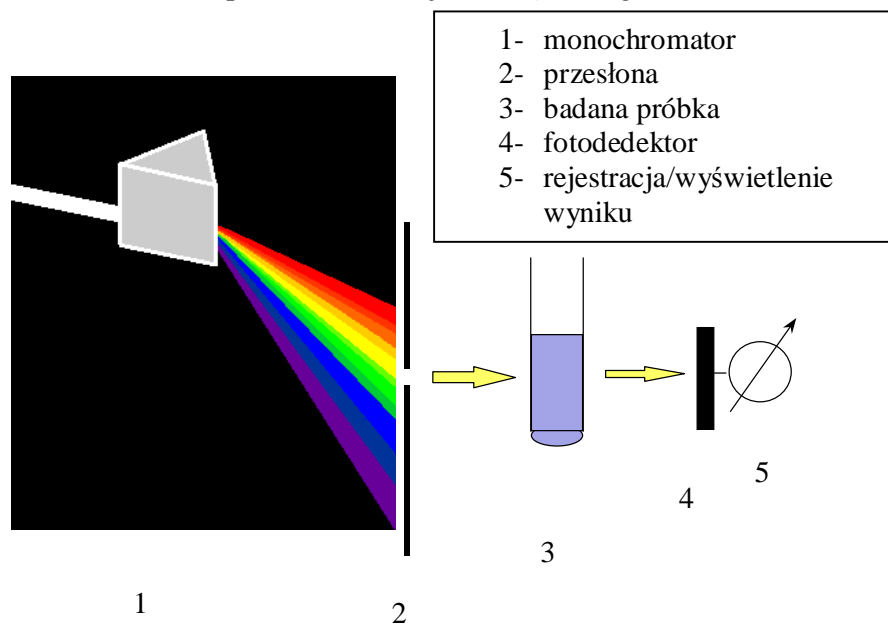 1- monochromator
2- przesłona
3- badana próbka
4- fotodedektor
5- rejestracja/wyświetlenie
wyniku
5
4
3
1
2